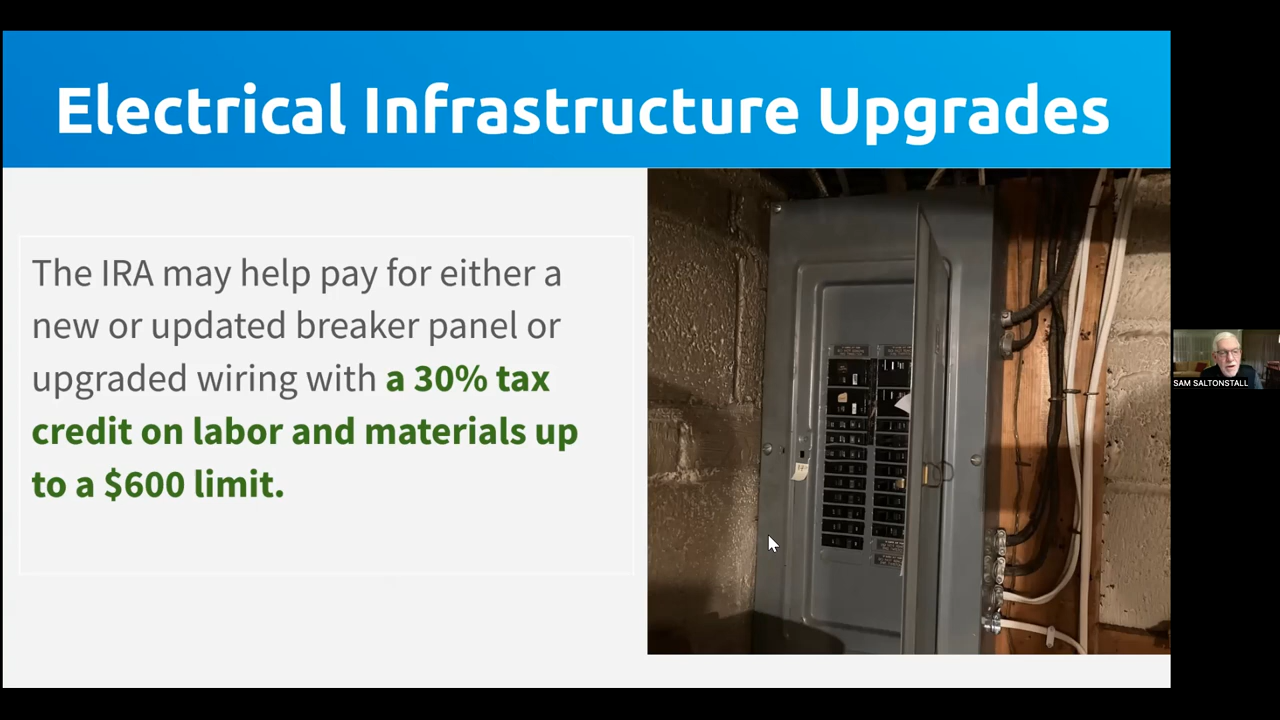 Electrical Infrastructure Upgrades
The IRA may help pay for either a
new or updated breaker panel or
upgraded wiring with a 30% tax
credit on labor and materials up
to a $600 limit.
SAM SALTONSTALL